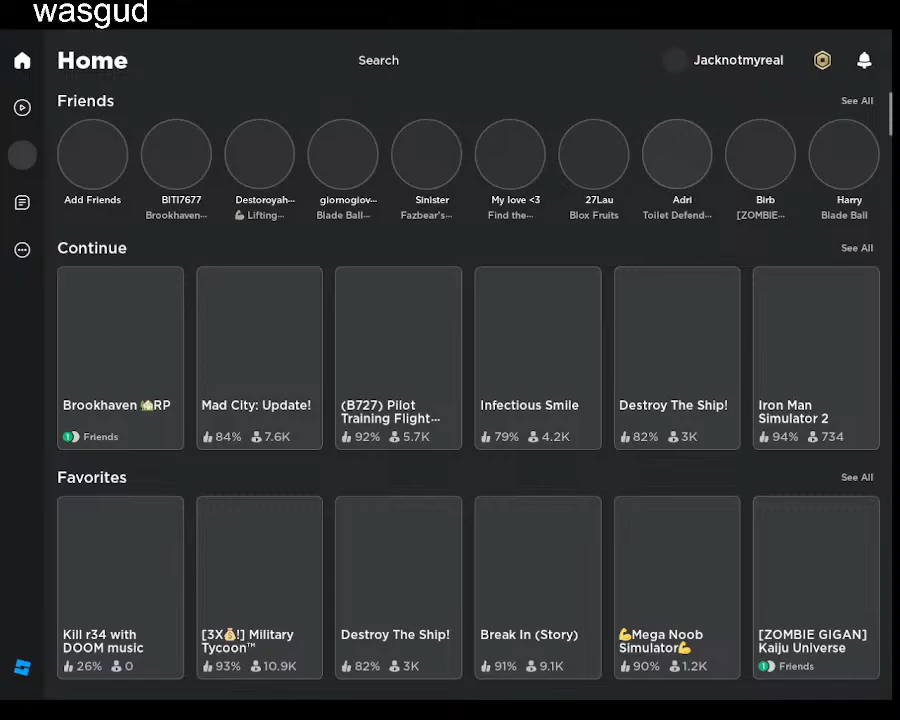 wasgud
Home
Search
Jacknotmyreal
Friends
See All
Add Friends
BITI7677
Brookhaven...
Destoroyah...
💪 Lifting...
glornogiov...
Blade Ball...
Sinister
Fazbear's...
My love <3
Find the...
27Lau
Blox Fruits
Adri
Toilet Defend...
Birb
[ZOMBIE...
Harry
Blade Ball
Continue
See All
Brookhaven 🏡RP
1 Friends
Mad City: Update!
84% 7.6K
(B727) Pilot
Training Flight...
92% 5.7K
Infectious Smile
79% 4.2K
Destroy The Ship!
82% 3K
Iron Man
Simulator 2
94% 734
Favorites
See All
Kill r34 with
DOOM music
26% 0
[3X💰!] Military
Tycoon™
93% 10.9K
Destroy The Ship!
82% 3K
Break In (Story)
91% 9.1K
💪Mega Noob
Simulator💪
90% 1.2K
[ZOMBIE GIGAN]
Kaiju Universe
1 Friends